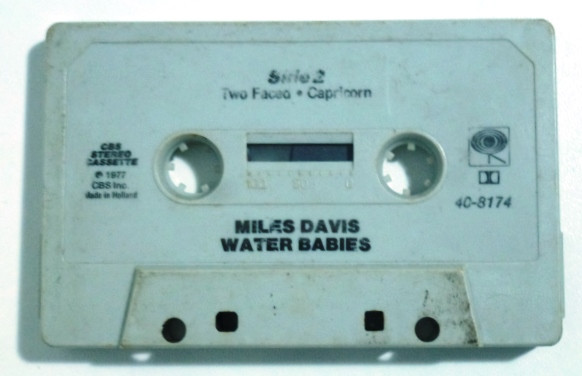 Side 2
Two Faced • Capricorn
CBS
STEREO
CASSETTE
℗ 1977
CBS Inc.
Made in Holland
100 50 0
40-8174
MILES DAVIS
WATER BABIES